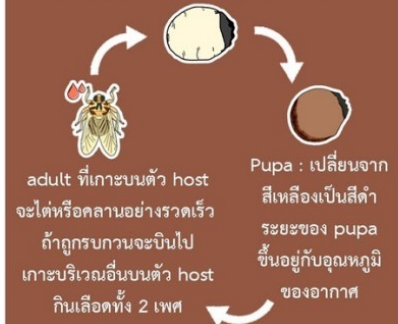 adult ที่เกาะบนตัว host
จะไต่หรือคลานอย่างรวดเร็ว
ถ้าถูกรบกวนจะบินไป
เกาะบริเวณอื่นบนตัว host
กินเลือดทั้ง 2 เพศ
Pupa : เปลี่ยนจาก
สีเหลืองเป็นสีดำ
ระยะของ pupa
ขึ้นอยู่กับอุณหภูมิ
ของอากาศ